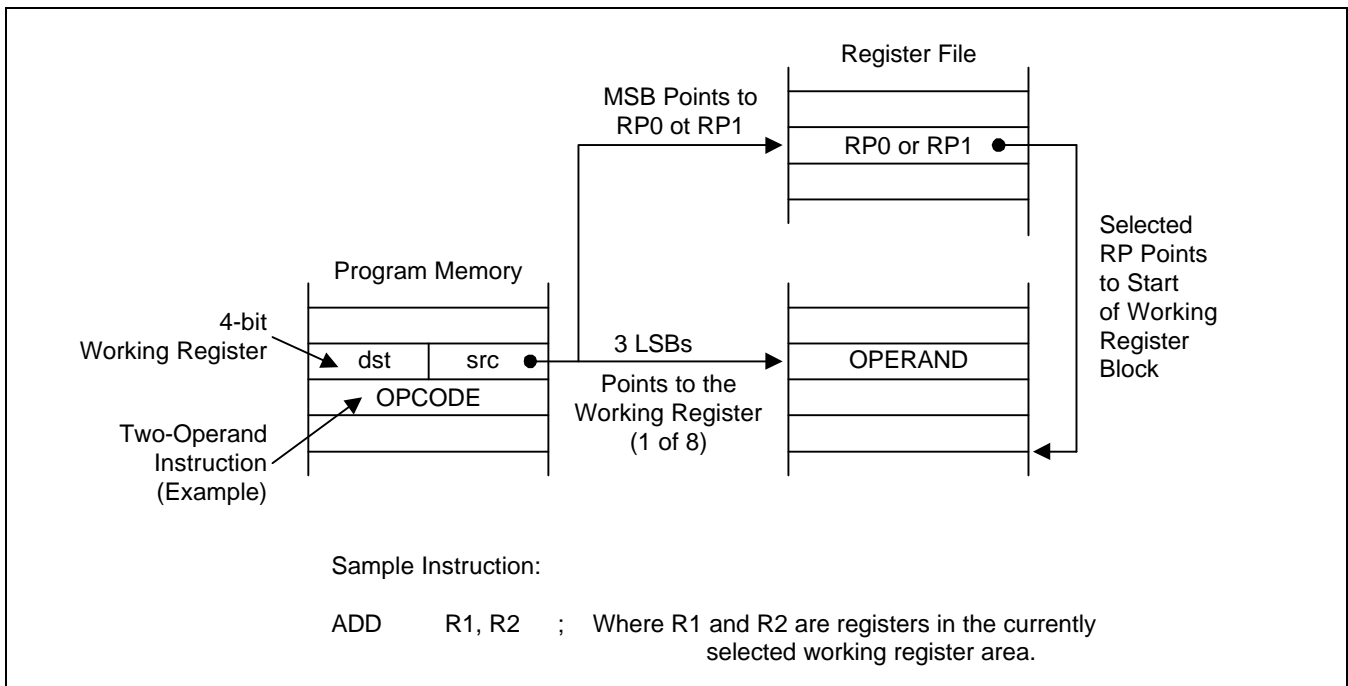 Register File
MSB Points to
RP0 ot RP1
RP0 or RP1
Selected
RP Points
to Start
of Working
Register
Block
Program Memory
4-bit
Working Register
dst src
3 LSBs
OPERAND
OPCODE
Points to the
Working Register
(1 of 8)
Two-Operand
Instruction
(Example)
Sample Instruction:
ADD R1, R2 ; Where R1 and R2 are registers in the currently
selected working register area.